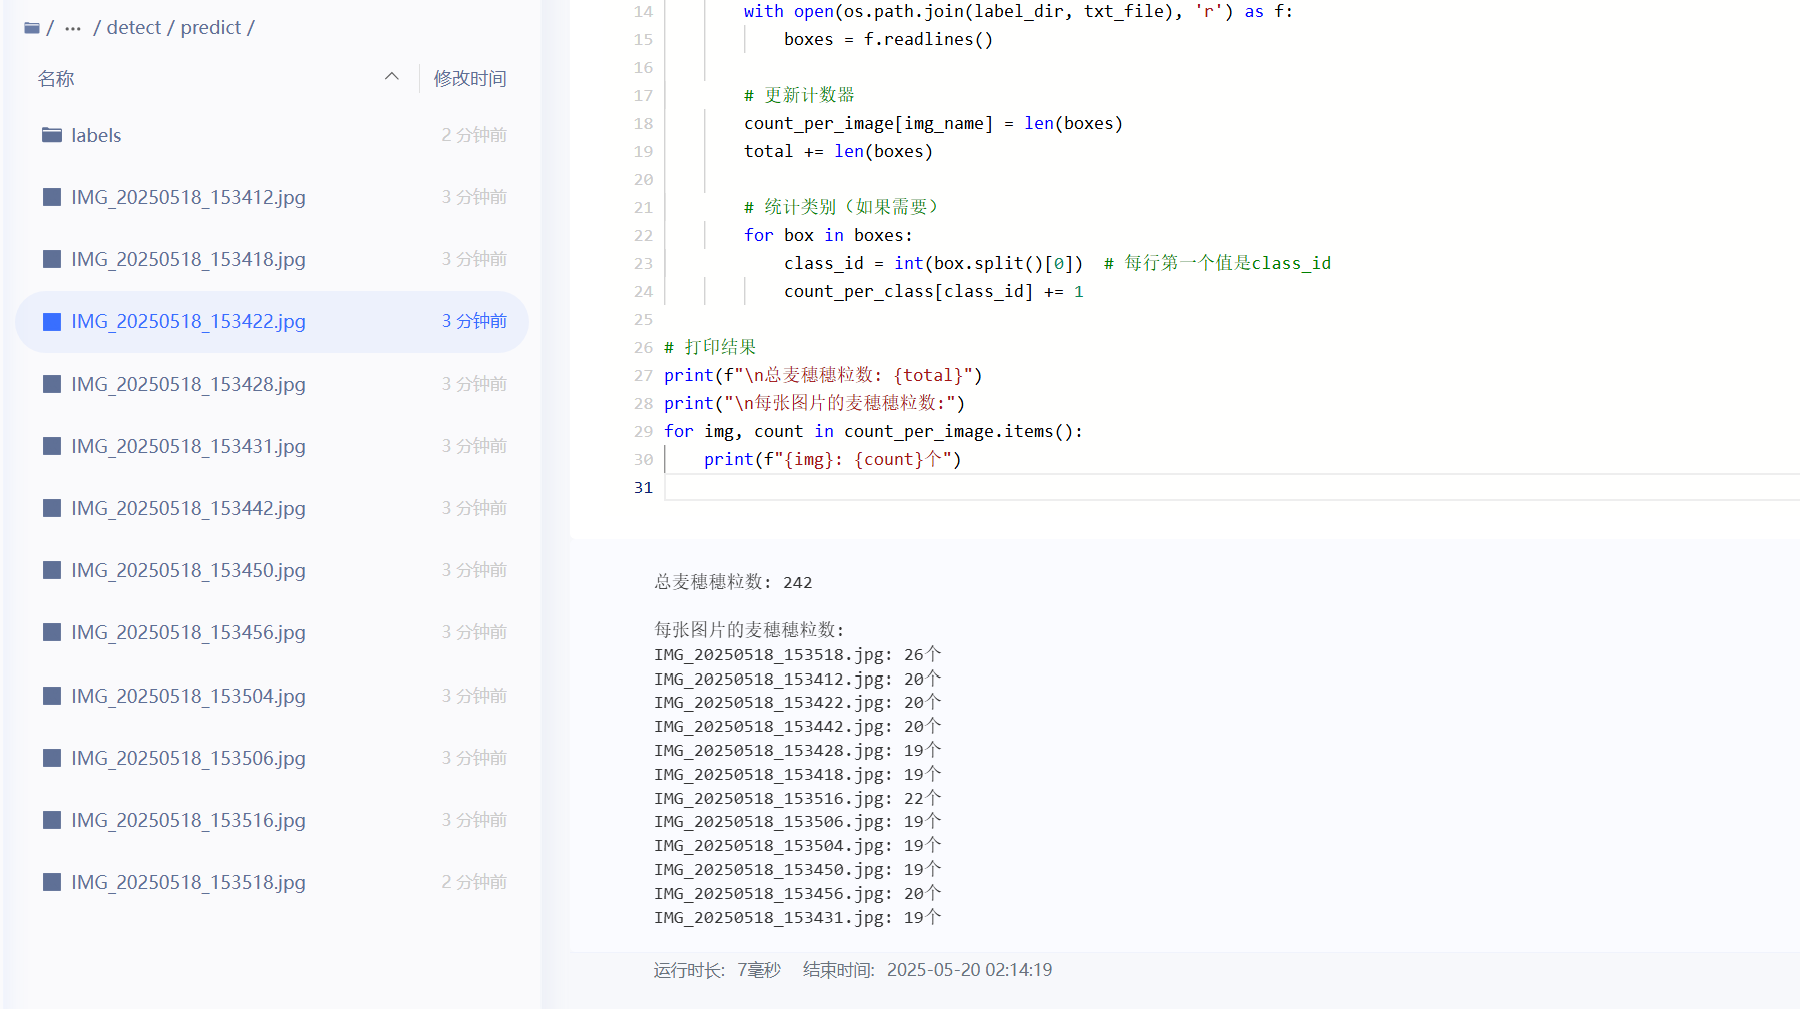 / ··· / detect / predict /
名称 修改时间
labels 2 分钟前
IMG_20250518_153412.jpg 3 分钟前
IMG_20250518_153418.jpg 3 分钟前
IMG_20250518_153422.jpg 3 分钟前
IMG_20250518_153428.jpg 3 分钟前
IMG_20250518_153431.jpg 3 分钟前
IMG_20250518_153442.jpg 3 分钟前
IMG_20250518_153450.jpg 3 分钟前
IMG_20250518_153456.jpg 3 分钟前
IMG_20250518_153504.jpg 3 分钟前
IMG_20250518_153506.jpg 3 分钟前
IMG_20250518_153516.jpg 3 分钟前
IMG_20250518_153518.jpg 2 分钟前
14 with open(os.path.join(label_dir, txt_file), 'r') as f:
15 boxes = f.readlines()
16
17 # 更新计数器
18 count_per_image[img_name] = len(boxes)
19 total += len(boxes)
20
21 # 统计类别（如果需要）
22 for box in boxes:
23 class_id = int(box.split()[0]) # 每行第一个值是class_id
24 count_per_class[class_id] += 1
25
26 # 打印结果
27 print(f"\n总麦穗穗粒数: {total}")
28 print("\n每张图片的麦穗穗粒数:")
29 for img, count in count_per_image.items():
30 print(f"{img}: {count}个")
31
总麦穗穗粒数: 242
每张图片的麦穗穗粒数:
IMG_20250518_153518.jpg: 26个
IMG_20250518_153412.jpg: 20个
IMG_20250518_153422.jpg: 20个
IMG_20250518_153442.jpg: 20个
IMG_20250518_153428.jpg: 19个
IMG_20250518_153418.jpg: 19个
IMG_20250518_153516.jpg: 22个
IMG_20250518_153506.jpg: 19个
IMG_20250518_153504.jpg: 19个
IMG_20250518_153450.jpg: 19个
IMG_20250518_153456.jpg: 20个
IMG_20250518_153431.jpg: 19个
运行时长: 7毫秒 结束时间: 2025-05-20 02:14:19